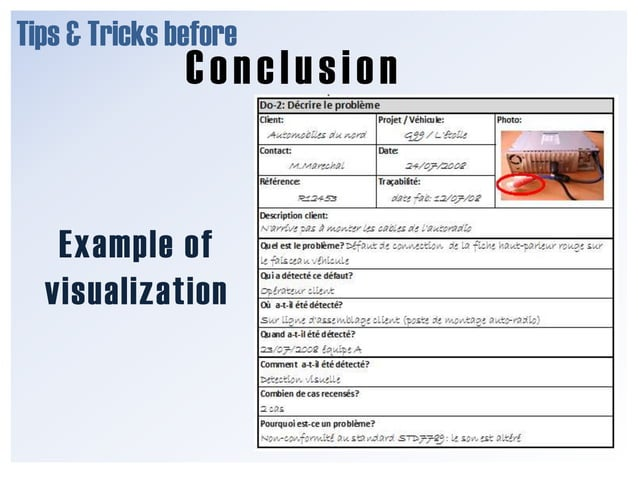 Tips & Tricks before
Conclusion
Example of
visualization
Do-2: Décrire le problème
Client:
Automobiles du nord
Projet / Véhicule:
G99 / L'étoile
Photo:
Contact:
M.Marechal
Date:
24/07/2008
Référence:
R12453
Traçabilité:
date fab: 12/07/08
Description client:
N'arrive pas à monter les cables de l'autoradio
Quel est le problème? Défaut de connection de la fiche haut-parleur rouge sur
le faisceau véhicule
Qui a détecté ce défaut?
Opérateur client
Où a-t-il été détecté?
Sur ligne d'assemblage client (poste de montage auto-radio)
Quand a-t-il été détecté?
23/07/2008 équipe A
Comment a-t-il été détecté?
Detection visuelle
Combien de cas recensés?
2 cas
Pourquoi est-ce un problème?
Non-conformité au standard STD7789: le son est altéré